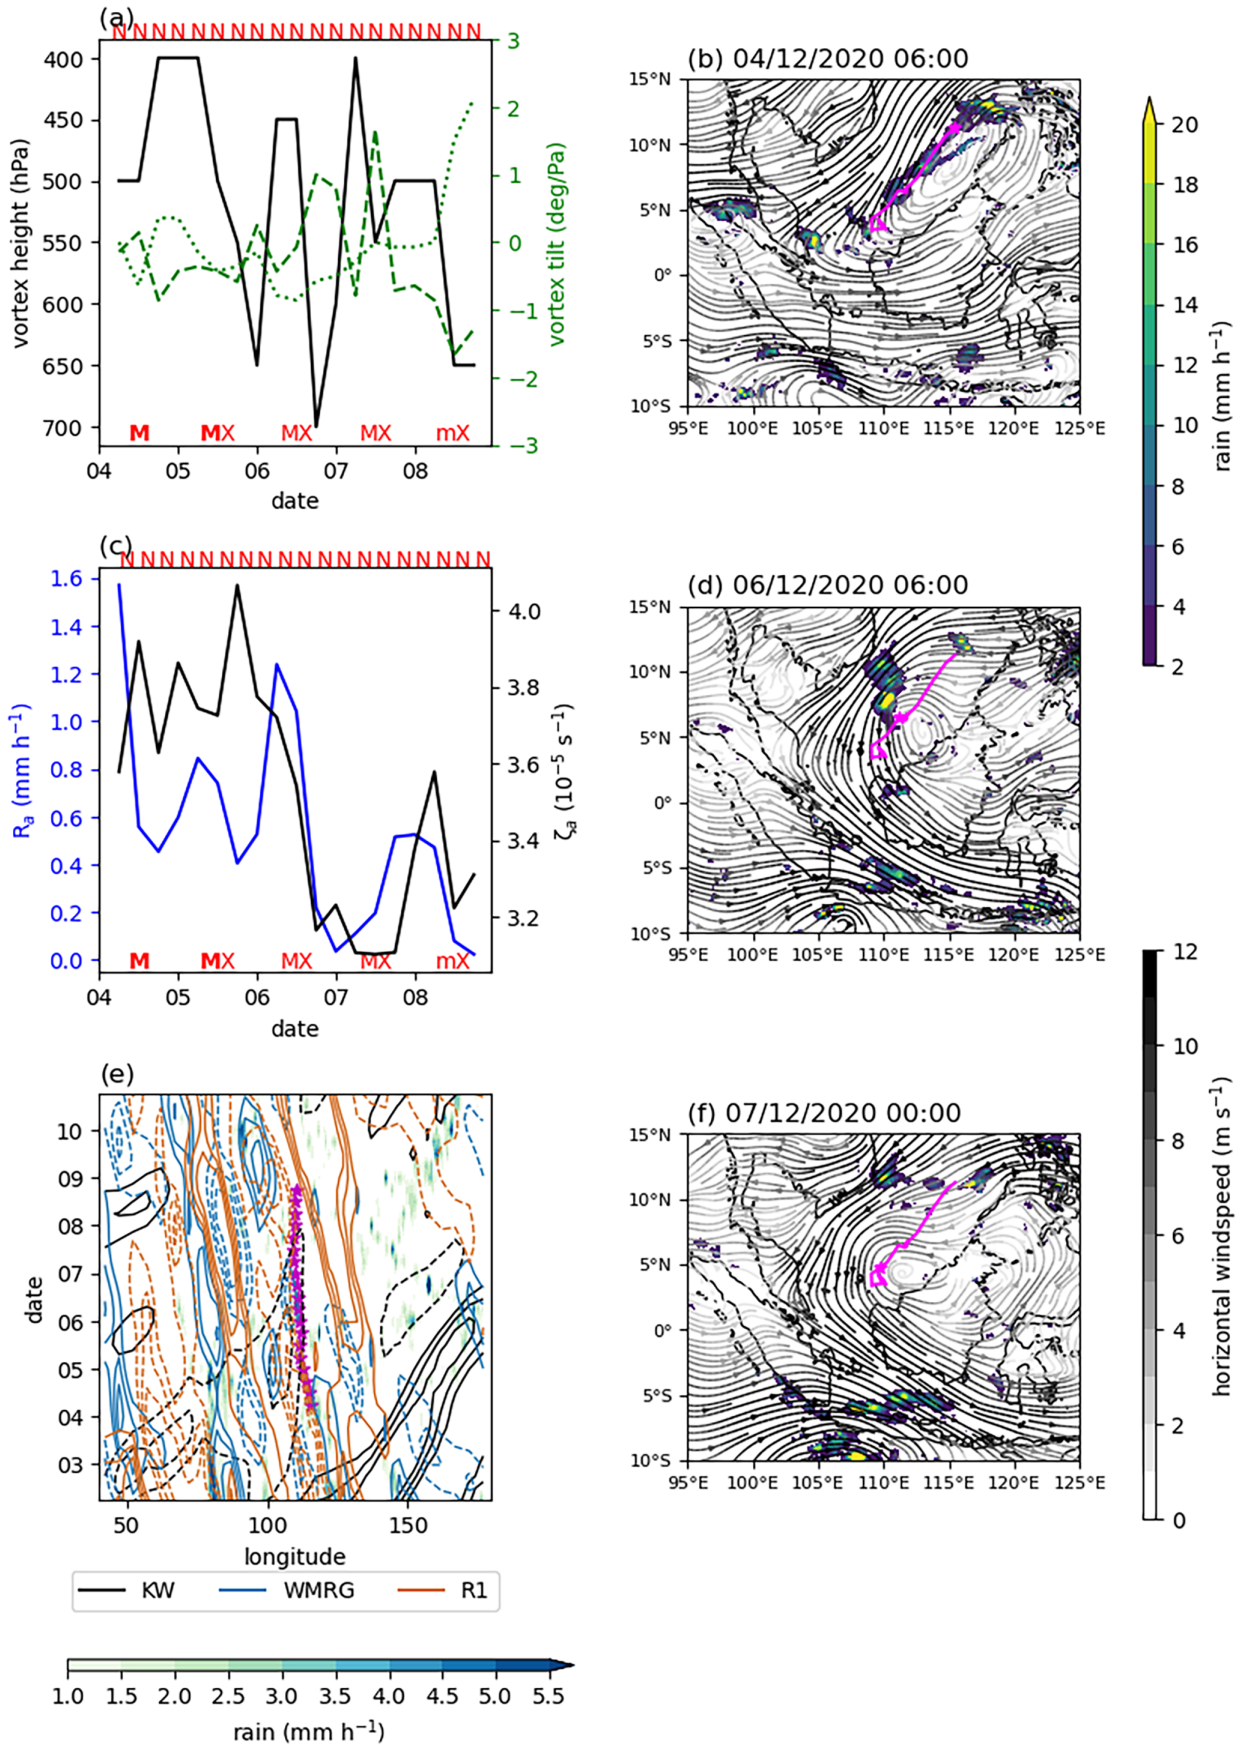 (a)
N N N N N N N N N N N N N N N N N N N
400
450
500
550
600
650
700
vortex height (hPa)
3
2
1
0
−1
−2
−3
vortex tilt (deg/Pa)
M MX MX MX mX
04 05 06 07 08
date
(b) 04/12/2020 06:00
15°N
10°N
5°N
0°
5°S
10°S
95°E 100°E 105°E 110°E 115°E 120°E 125°E
20
18
16
14
12
10
8
6
4
2
rain (mm h−1)
(c)
N N N N N N N N N N N N N N N N N N N
1.6
1.4
1.2
1.0
0.8
0.6
0.4
0.2
0.0
Ra (mm h−1)
4.0
3.8
3.6
3.4
3.2
ζa (10−5 s−1)
M MX MX MX mX
04 05 06 07 08
date
(d) 06/12/2020 06:00
15°N
10°N
5°N
0°
5°S
10°S
95°E 100°E 105°E 110°E 115°E 120°E 125°E
12
10
8
6
4
2
0
horizontal windspeed (m s−1)
(e)
10
09
08
07
06
05
04
03
date
50 100 150
longitude
KW WMRG R1
1.0 1.5 2.0 2.5 3.0 3.5 4.0 4.5 5.0 5.5
rain (mm h−1)
(f) 07/12/2020 00:00
15°N
10°N
5°N
0°
5°S
10°S
95°E 100°E 105°E 110°E 115°E 120°E 125°E